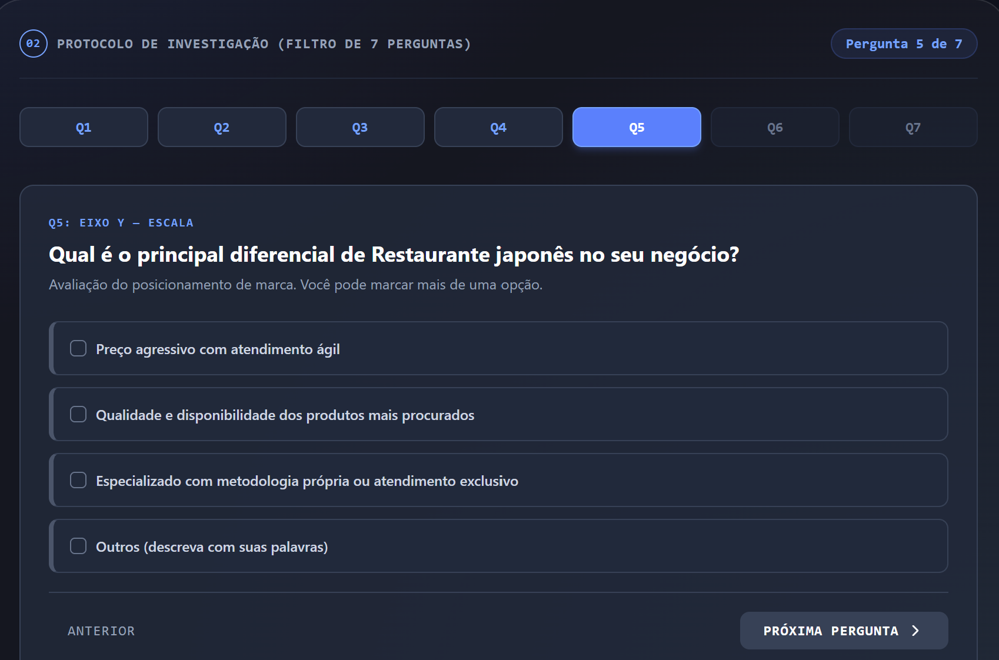 02 PROTOCOLO DE INVESTIGAÇÃO (FILTRO DE 7 PERGUNTAS)
Pergunta 5 de 7
Q1
Q2
Q3
Q4
Q5
Q6
Q7
Q5: EIXO Y – ESCALA
Qual é o principal diferencial de Restaurante japonês no seu negócio?
Avaliação do posicionamento de marca. Você pode marcar mais de uma opção.
Preço agressivo com atendimento ágil
Qualidade e disponibilidade dos produtos mais procurados
Especializado com metodologia própria ou atendimento exclusivo
Outros (descreva com suas palavras)
ANTERIOR
PRÓXIMA PERGUNTA